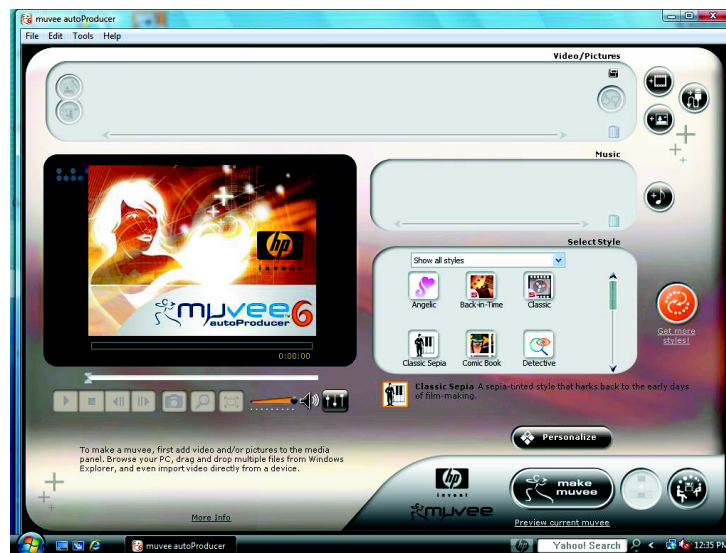 muvee autoProducer
File Edit Tools Help
Video/Pictures
Music
Select Style
Show all styles
Angelic
Back-in-Time
Classic
Classic Sepia
Comic Book
Detective
Get more
styles!
hp
invent
muvee 6
autoProducer
0:00:00
Classic Sepia A sepia-tinted style that harks back to the early days
of film-making.
Personalize
To make a muvee, first add video and/or pictures to the media
panel. Browse your PC, drag and drop multiple files from Windows
Explorer, and even import video directly from a device.
More Info
hp
invent
muvee
make
muvee
Preview current muvee
muvee autoProducer
hp
Yahoo! Search
12:35 PM